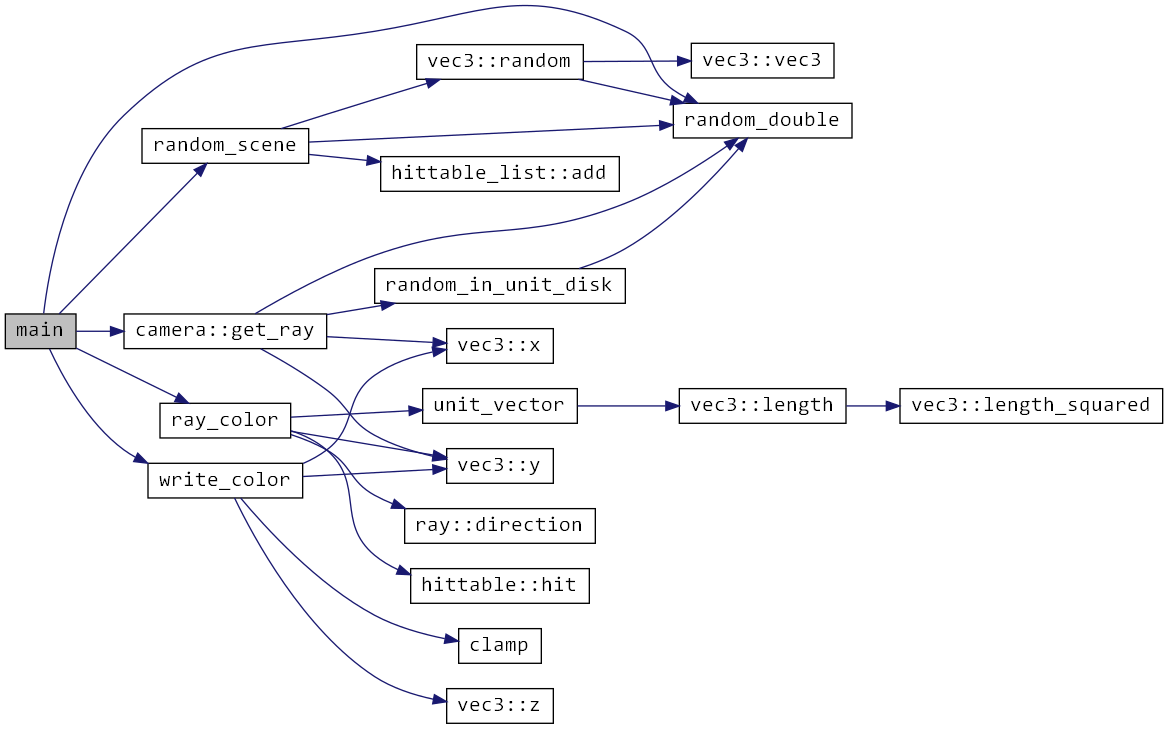 vec3::random
vec3::vec3
random_double
random_scene
hittable_list::add
random_in_unit_disk
main
camera::get_ray
vec3::x
unit_vector
vec3::length
vec3::length_squared
ray_color
vec3::y
write_color
ray::direction
hittable::hit
clamp
vec3::z